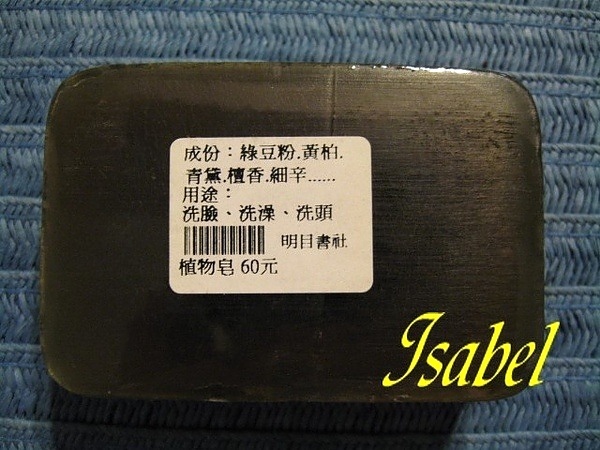 成份：綠豆粉.黃柏.
青黛.檀香.細辛......
用途：
洗臉、洗澡、洗頭
明目書社
植物皂 60元
Isabel